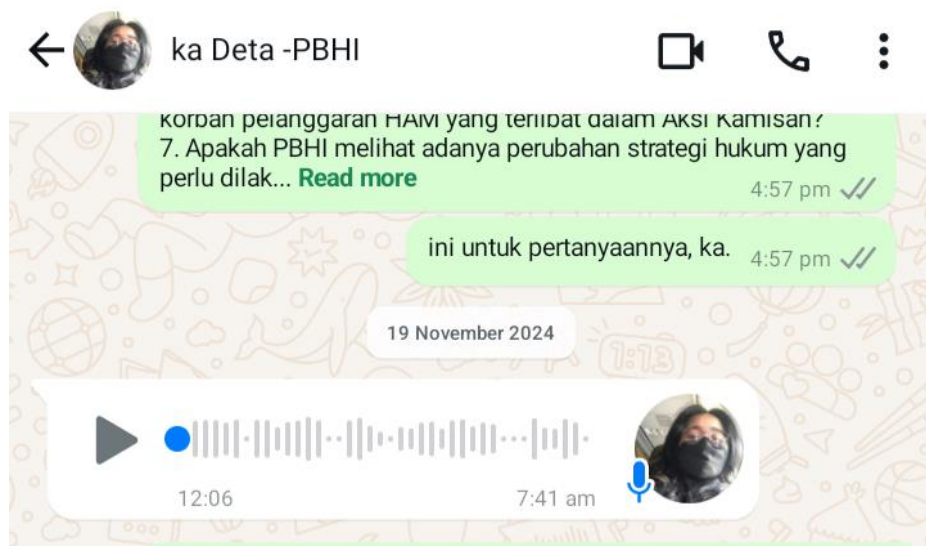 ka Deta -PBHI
korban pelanggaran HAM yang terlibat dalam Aksi Kamisan?
7. Apakah PBHI melihat adanya perubahan strategi hukum yang
perlu dilak... Read more
4:57 pm
ini untuk pertanyaannya, ka. 4:57 pm
19 November 2024
12:06 7:41 am